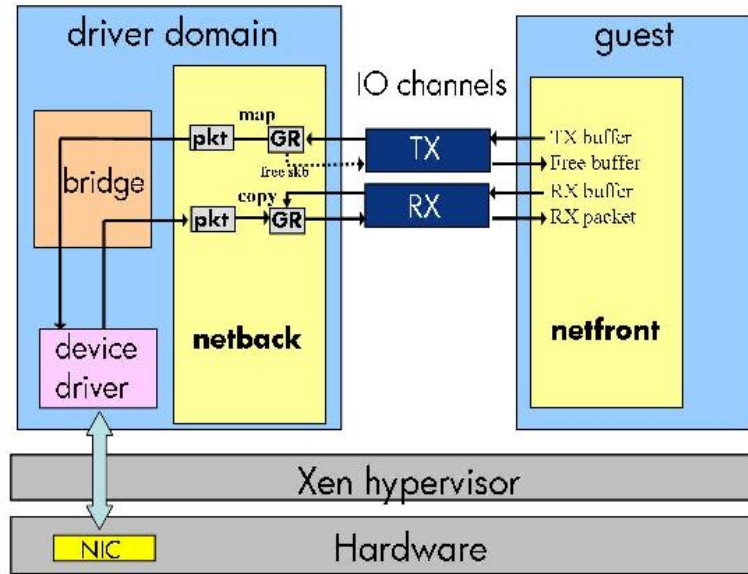 driver domain
guest
IO channels
map
pkt
GR
TX
TX buffer
Free buffer
free skb
bridge
copy
pkt
GR
RX
RX buffer
RX packet
netback
netfront
device
driver
Xen hypervisor
NIC
Hardware